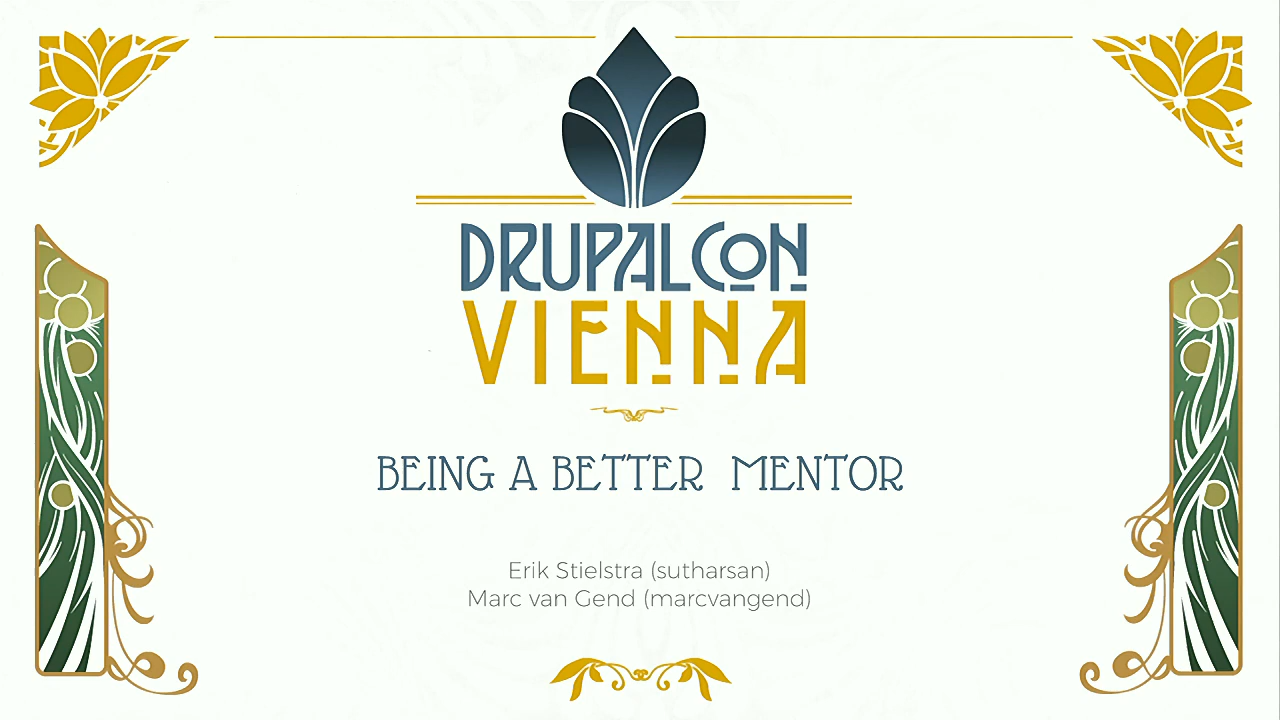 DRUPALCON
VIENNA
BEING A BETTER MENTOR
Erik Stielstra (sutharsan)
Marc van Gend (marcvangend)